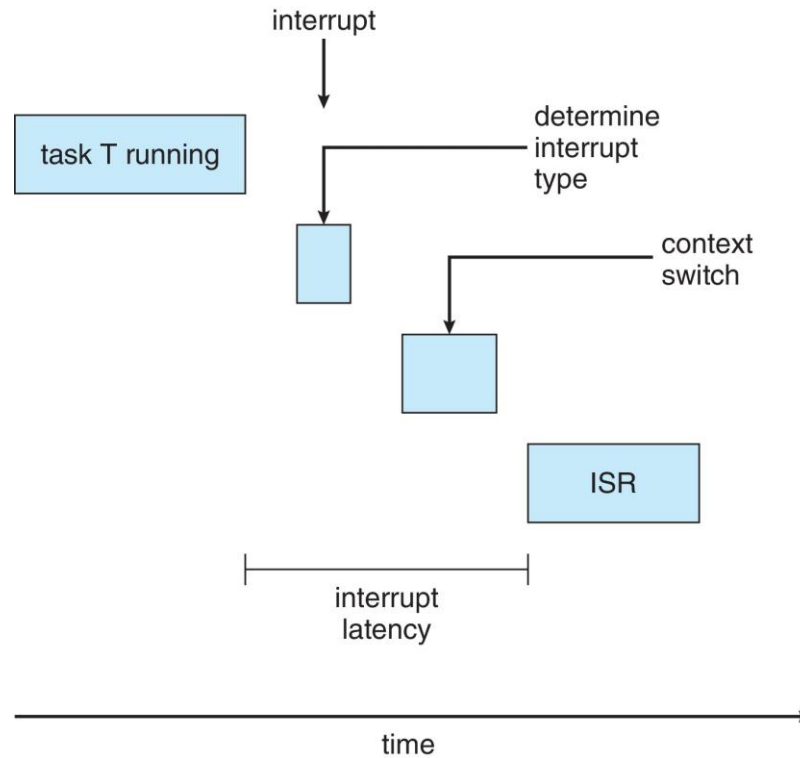 interrupt
task T running
determine
interrupt
type
context
switch
ISR
interrupt
latency
time